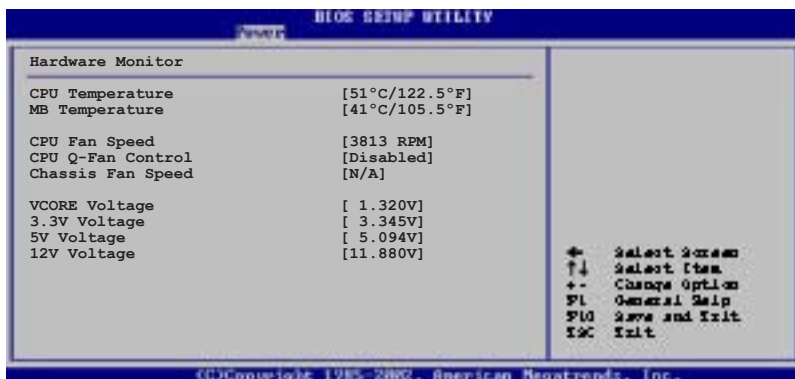 BIOS SETUP UTILITY
Power
Hardware Monitor
CPU Temperature [51°C/122.5°F]
MB Temperature [41°C/105.5°F]
CPU Fan Speed [3813 RPM]
CPU Q-Fan Control [Disabled]
Chassis Fan Speed [N/A]
VCORE Voltage [ 1.320V]
3.3V Voltage [ 3.345V]
5V Voltage [ 5.094V]
12V Voltage [11.880V]
← Select Screen
↑↓ Select Item
+- Change Option
F1 General Help
F10 Save and Exit
ESC Exit
(C)Copyright 1985-2002, American Megatrends, Inc.